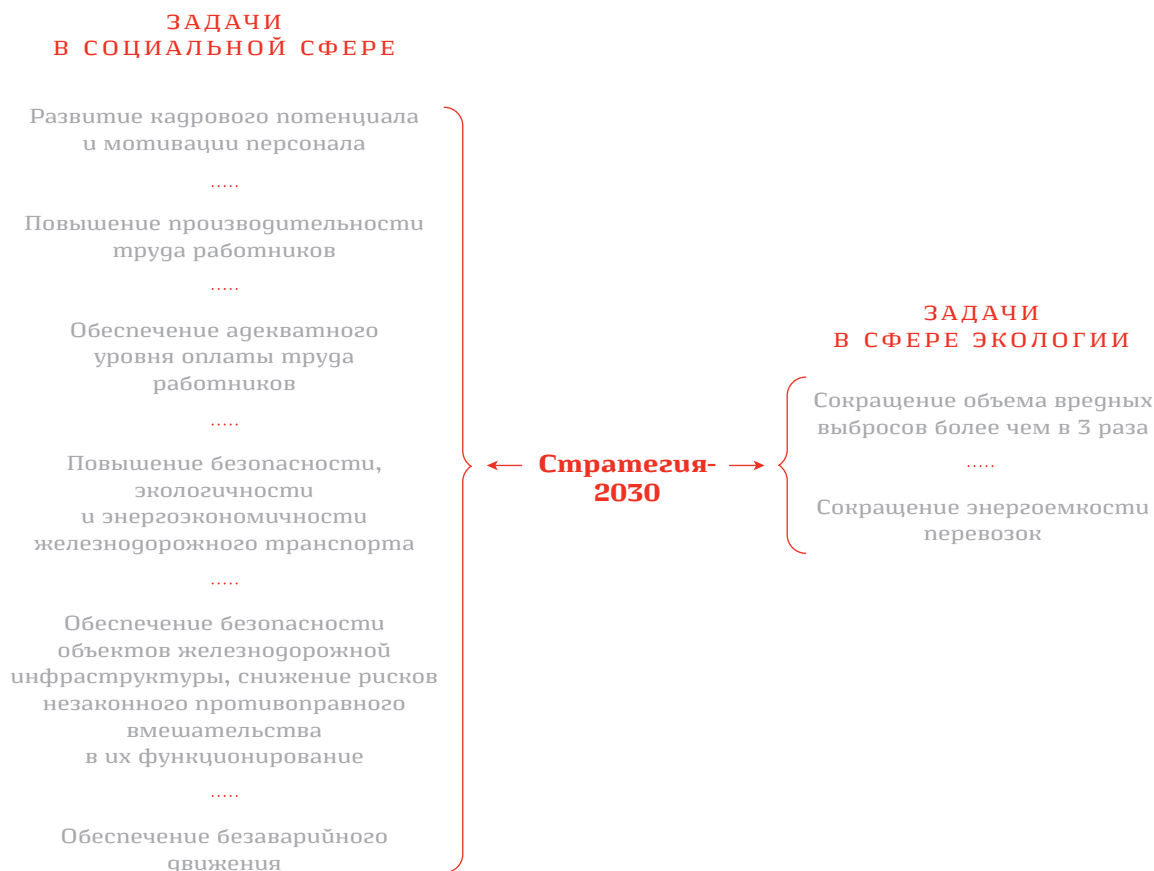 ЗАДАЧИ
В СОЦИАЛЬНОЙ СФЕРЕ
Развитие кадрового потенциала
и мотивации персонала
.....
Повышение производительности
труда работников
.....
Обеспечение адекватного
уровня оплаты труда
работников
.....
Повышение безопасности,
экологичности
и энергоэкономичности
железнодорожного транспорта
.....
Обеспечение безопасности
объектов железнодорожной
инфраструктуры, снижение рисков
незаконного противоправного
вмешательства
в их функционирование
.....
Обеспечение безаварийного
движения
Стратегия-
2030
ЗАДАЧИ
В СФЕРЕ ЭКОЛОГИИ
Сокращение объема вредных
выбросов более чем в 3 раза
.....
Сокращение энергоемкости
перевозок